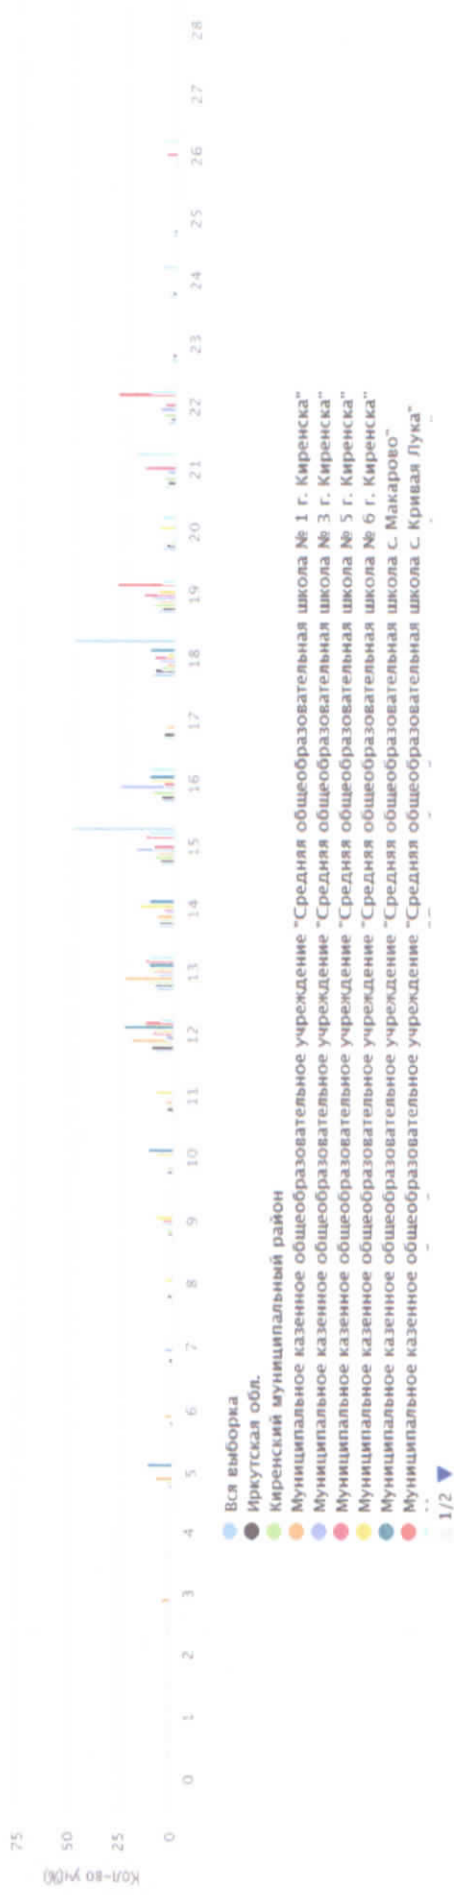 Кол-во уч(%)
75
50
25
0
0 1 2 3 4 5 6 7 8 9 10 11 12 13 14 15 16 17 18 19 20 21 22 23 24 25 26 27 28
Вся выборка
Иркутская обл.
Киренский муниципальный район
Муниципальное казенное общеобразовательное учреждение "Средняя общеобразовательная школа № 1 г. Киренска"
Муниципальное казенное общеобразовательное учреждение "Средняя общеобразовательная школа № 3 г. Киренска"
Муниципальное казенное общеобразовательное учреждение "Средняя общеобразовательная школа № 5 г. Киренска"
Муниципальное казенное общеобразовательное учреждение "Средняя общеобразовательная школа № 6 г. Киренска"
Муниципальное казенное общеобразовательное учреждение "Средняя общеобразовательная школа с. Макарово"
Муниципальное казенное общеобразовательное учреждение "Средняя общеобразовательная школа с. Кривая Лука"
1/2